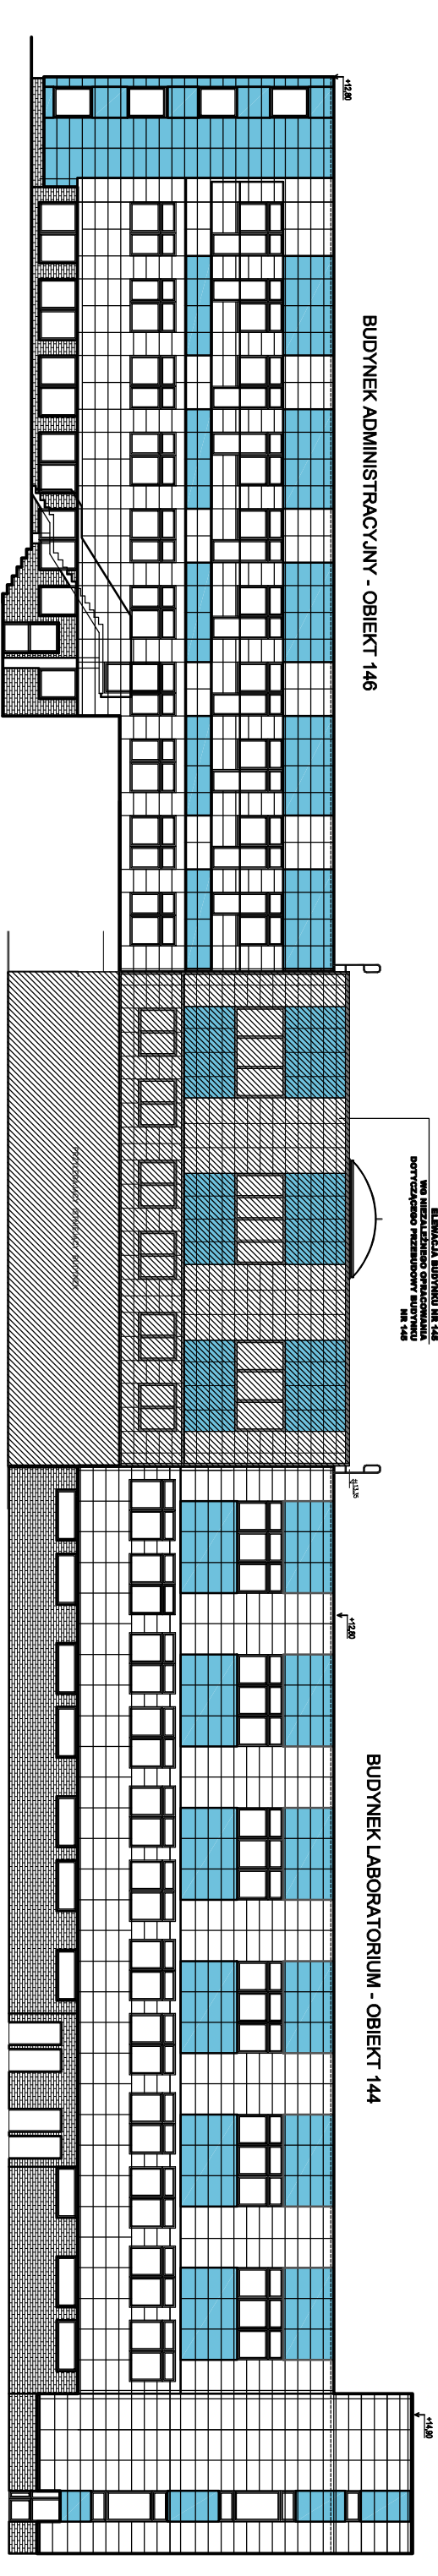 +12,80
BUDYNEK ADMINISTRACYJNY - OBIEKT 146
ELEWACJA BUDYNKU NR 145
WG NIEZALEŻNEGO OPRACOWANIA
DOTYCZĄCEGO PRZEBUDOWY BUDYNKU
NR 145
+12,80
BUDYNEK LABORATORIUM - OBIEKT 144
+14,90